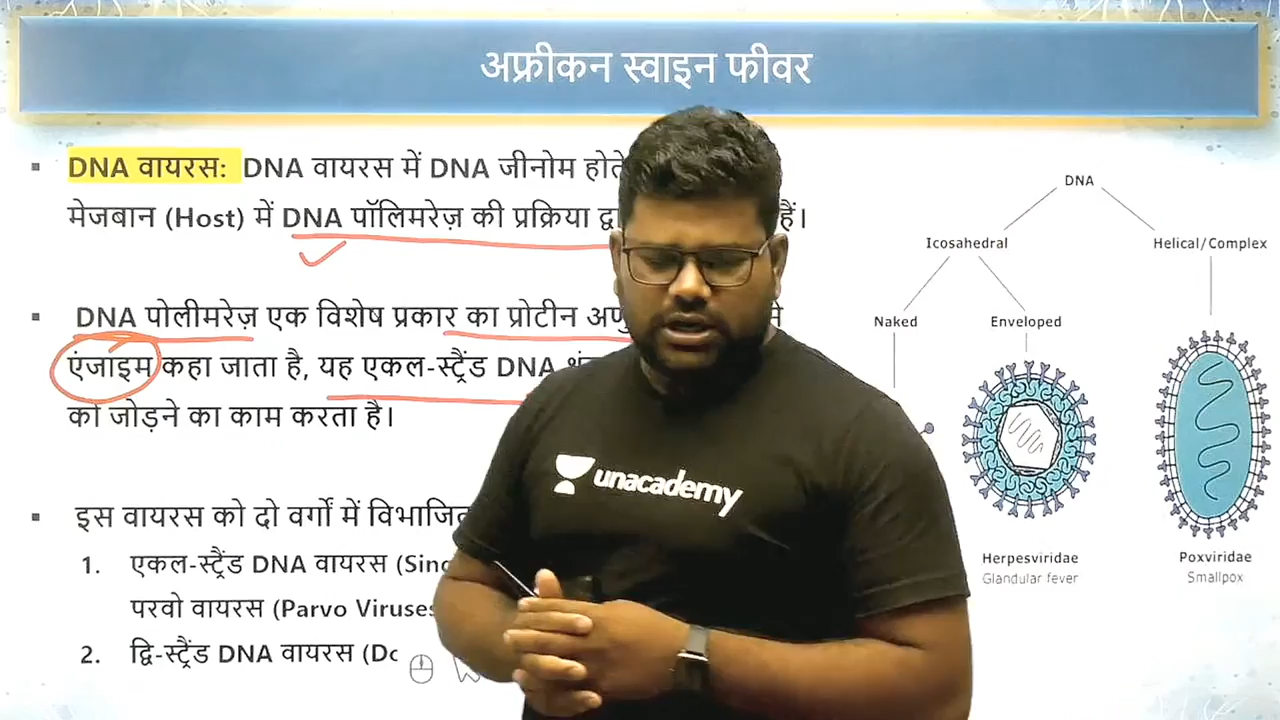 अफ्रीकन स्वाइन फीवर
DNA वायरस: DNA वायरस में DNA जीनोम होते
मेजबान (Host) में DNA पॉलिमरेज़ की प्रक्रिया द्वा हैं।
DNA पोलीमरेज़ एक विशेष प्रकार का प्रोटीन
एंजाइम कहा जाता है, यह एकल-स्ट्रैंड DNA
को जोड़ने का काम करता है।
इस वायरस को दो वर्गों में
1. एकल-स्ट्रैंड DNA वायरस
परवो वायरस (Parvo Viruses
2. द्वि-स्ट्रैंड DNA वायरस
DNA
Icosahedral Helical/Complex
Naked Enveloped
Herpesviridae Poxviridae
Glandular fever Smallpox
unacademy